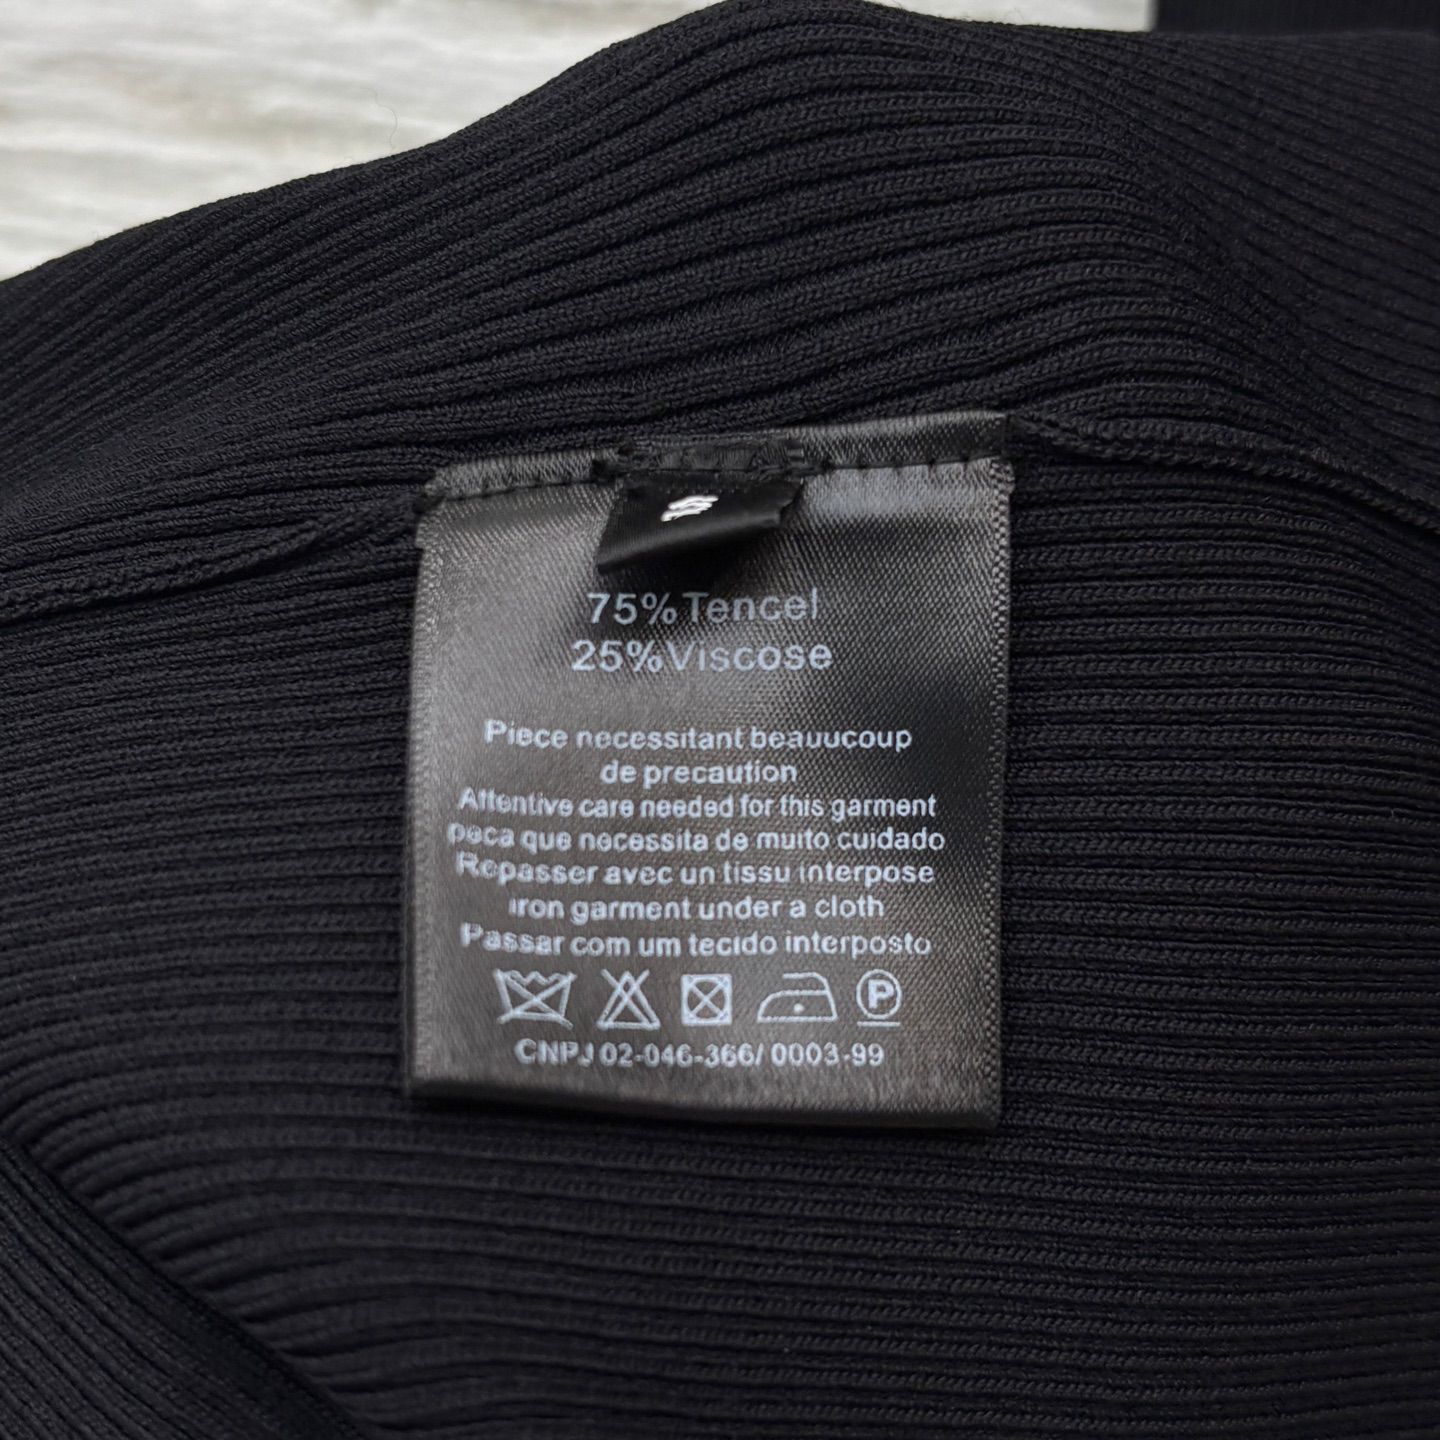 75%Tencel
25%Viscose
Piece necessitant beauucoup
de precaution
Attentive care needed for this garment
peca que necessita de muito cuidado
Repasser avec un tissu interpose
iron garment under a cloth
Passar com um tecido interposto
P
CNPJ 02-046-366/ 0003-99